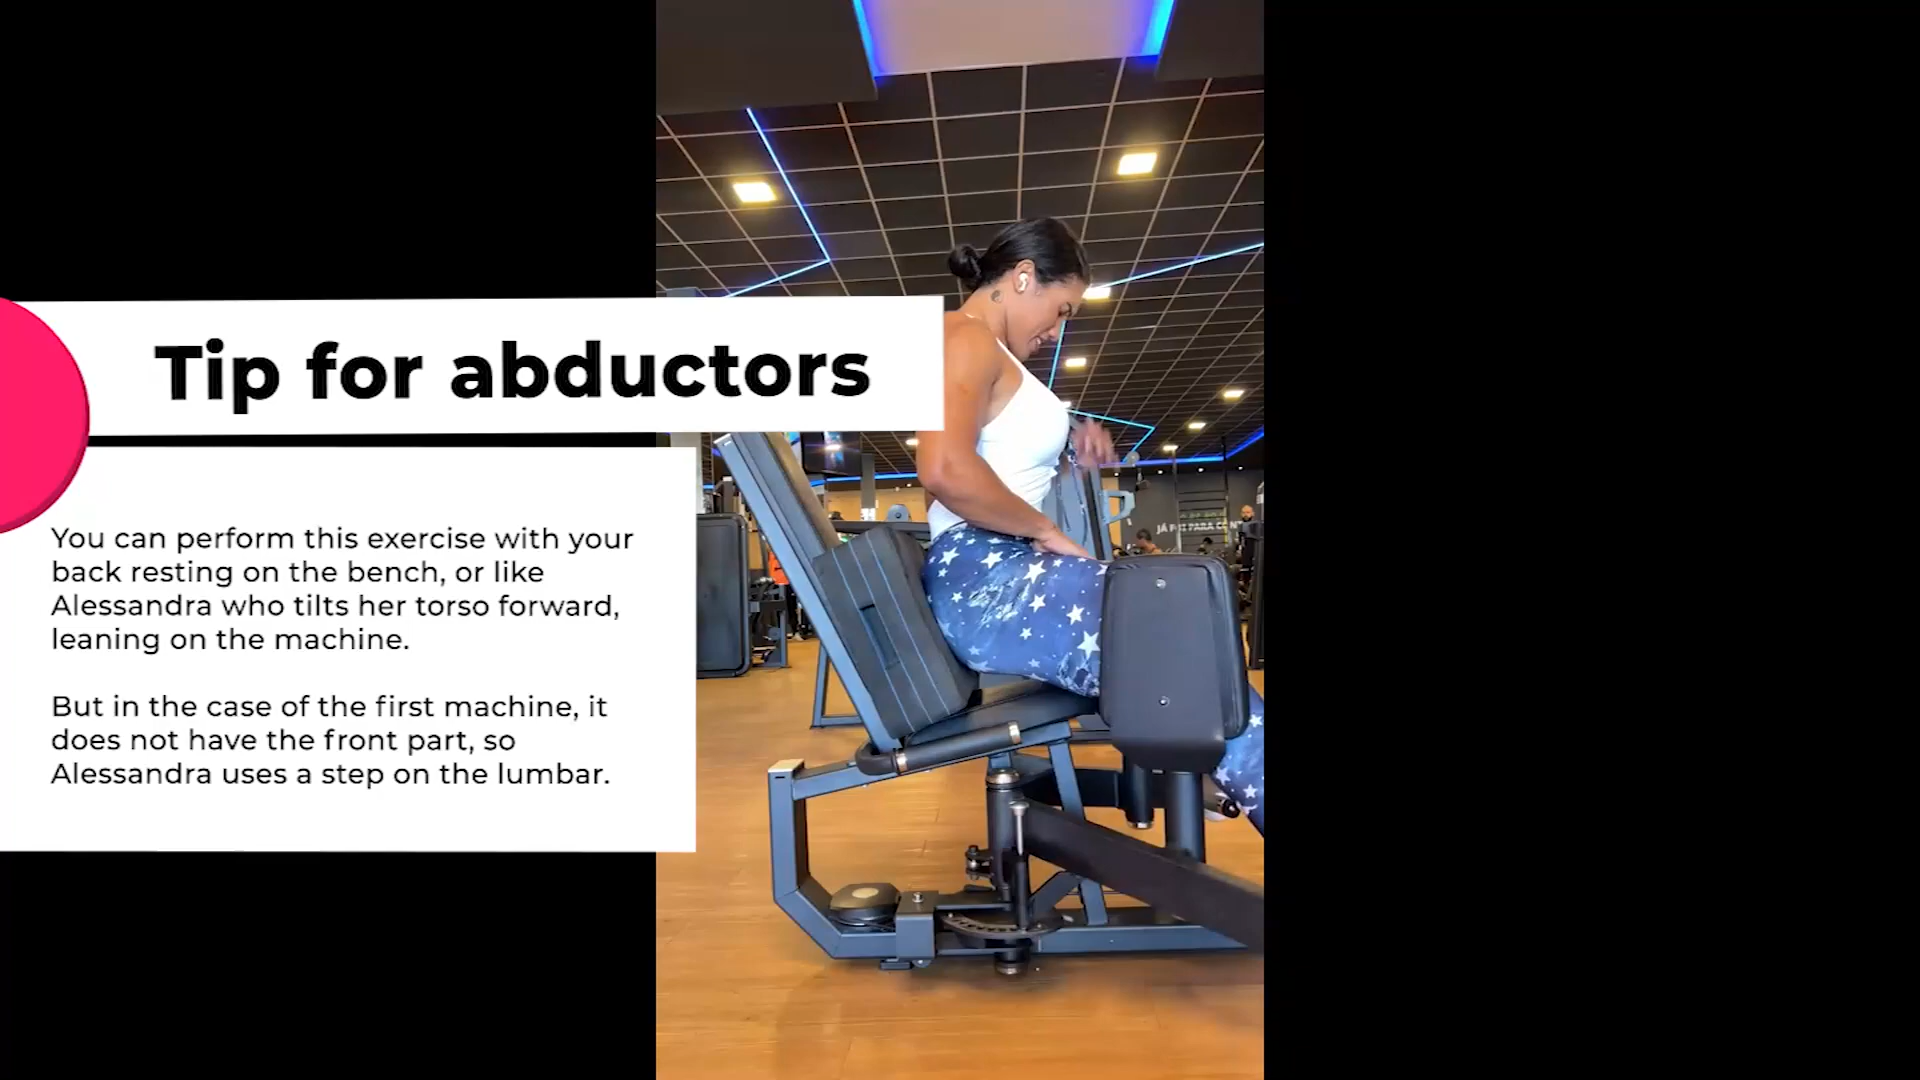 Tip for abductors
You can perform this exercise with your
back resting on the bench, or like
Alessandra who tilts her torso forward,
leaning on the machine.
But in the case of the first machine, it
does not have the front part, so
Alessandra uses a step on the lumbar.
JÁ PARA